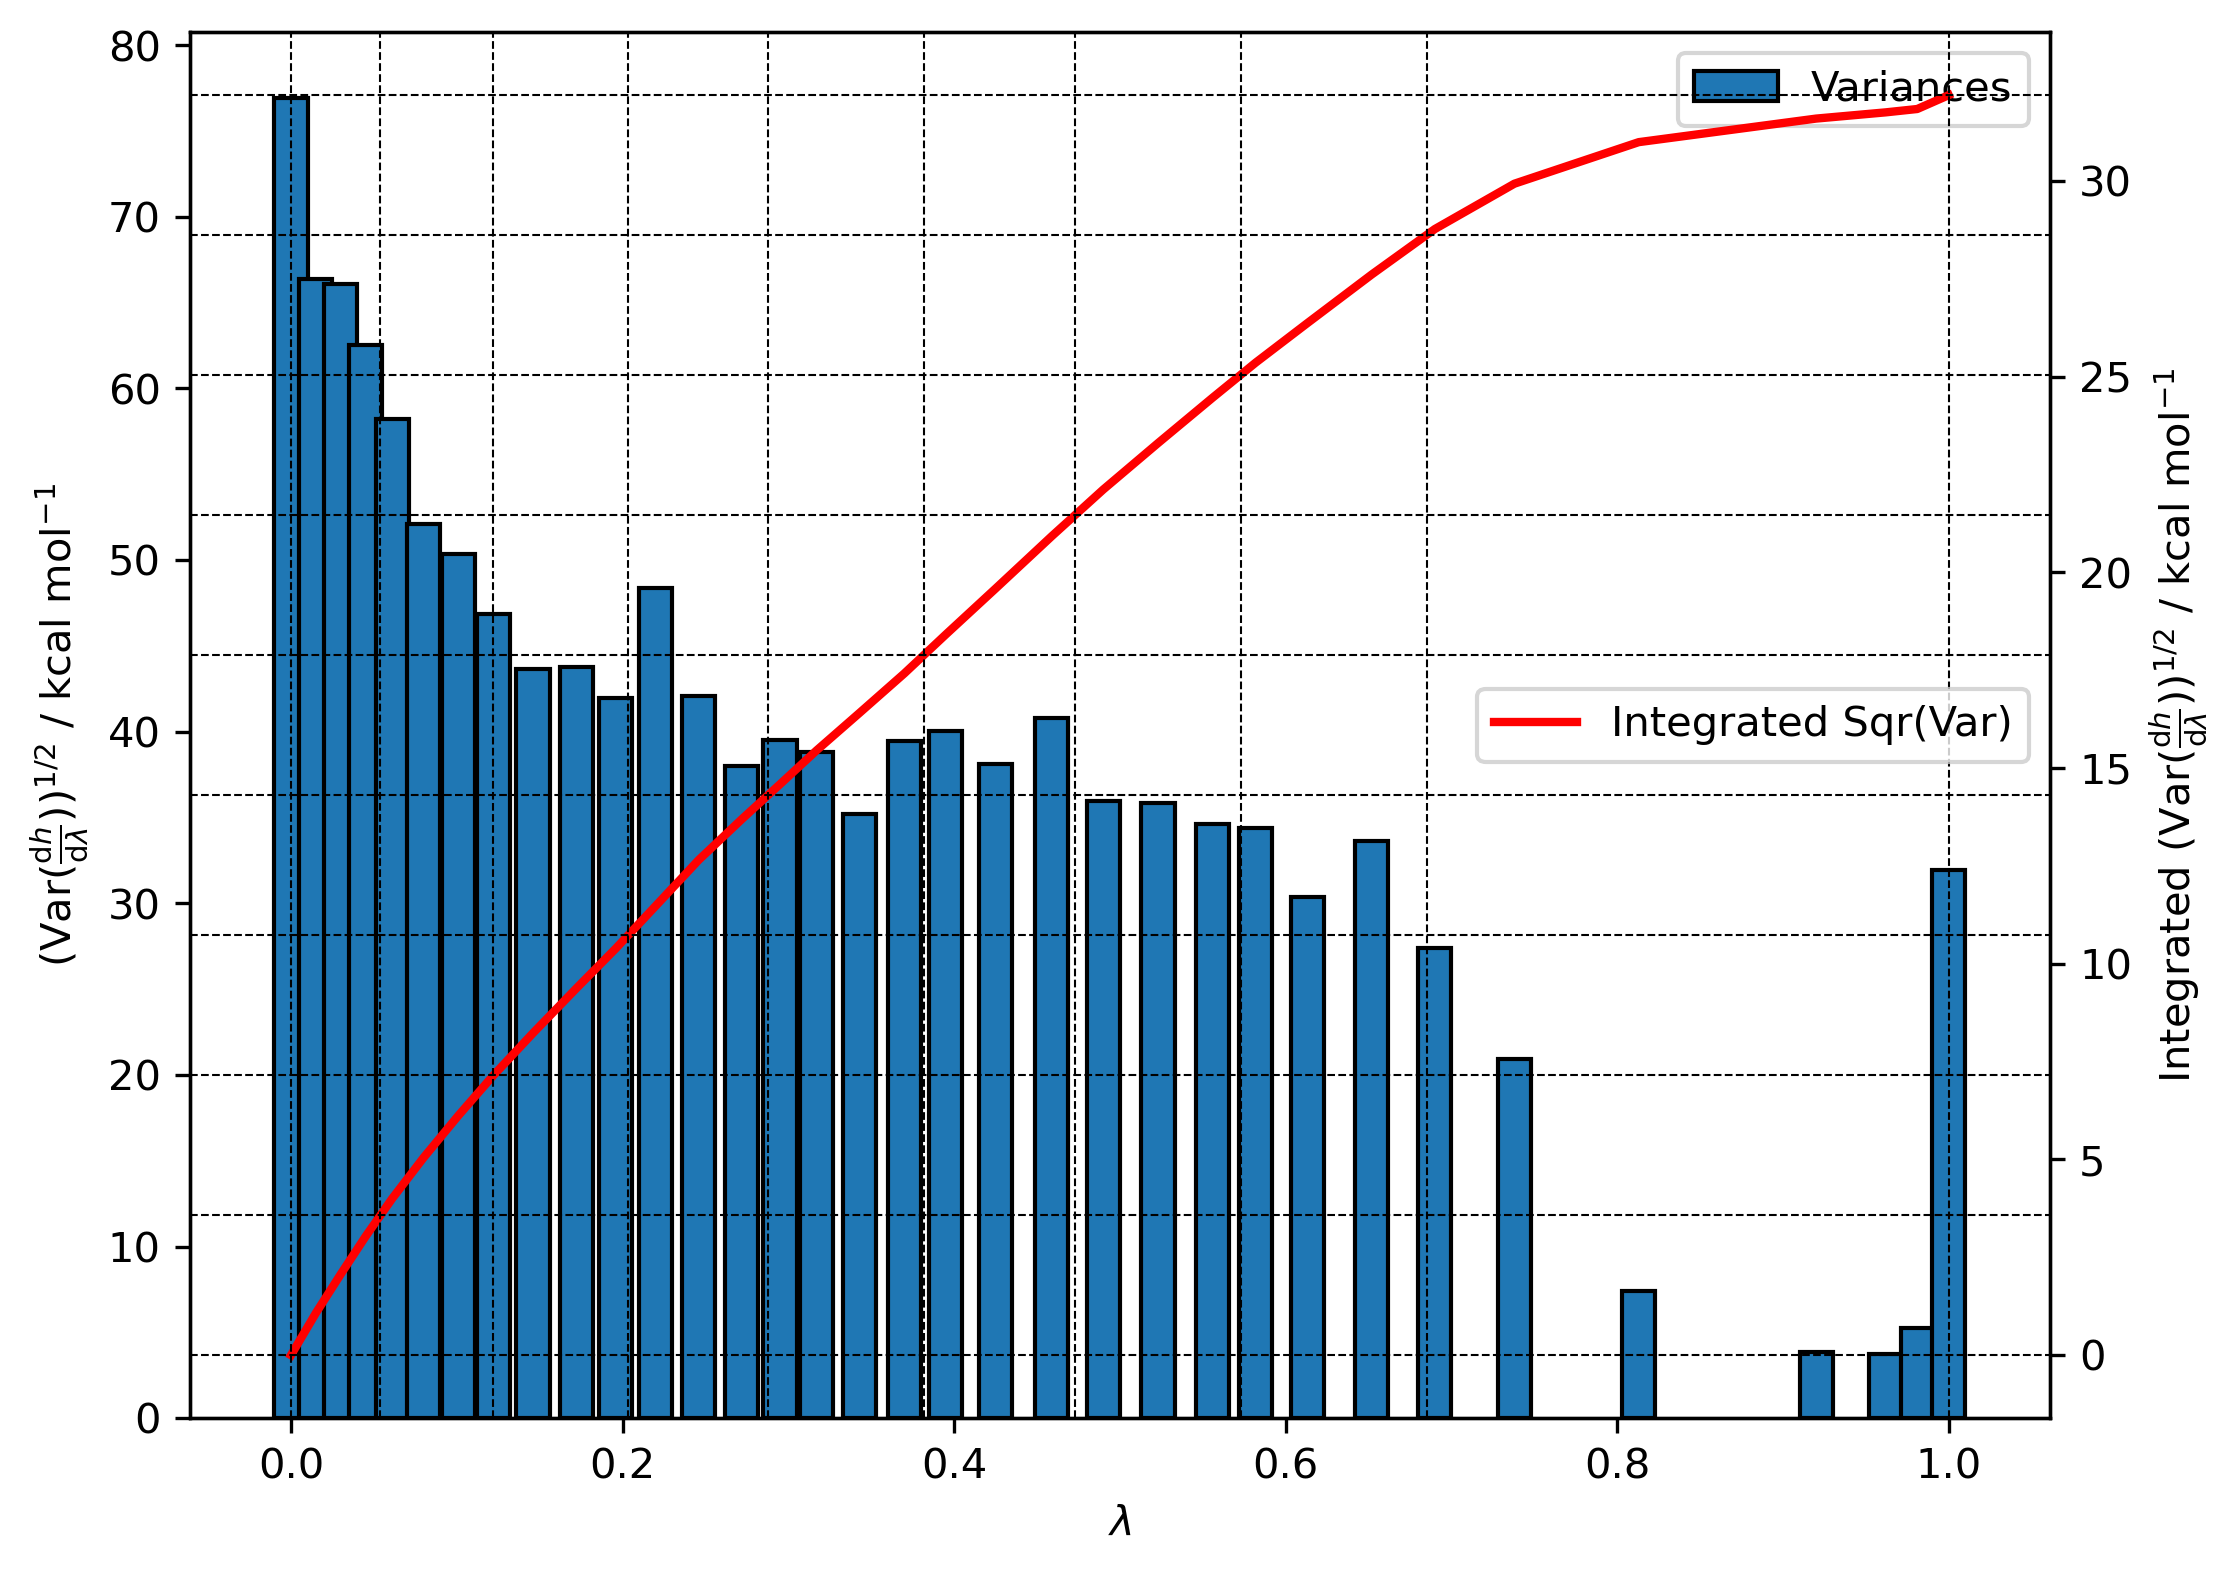 80
70
60
50
40
30
20
10
0
(Var(dh/dλ))^1/2 / kcal mol⁻¹
Variances
Integrated Sqr(Var)
30
25
20
15
10
5
0
Integrated (Var(dh/dλ))^1/2 / kcal mol⁻¹
0.0 0.2 0.4 0.6 0.8 1.0
λ